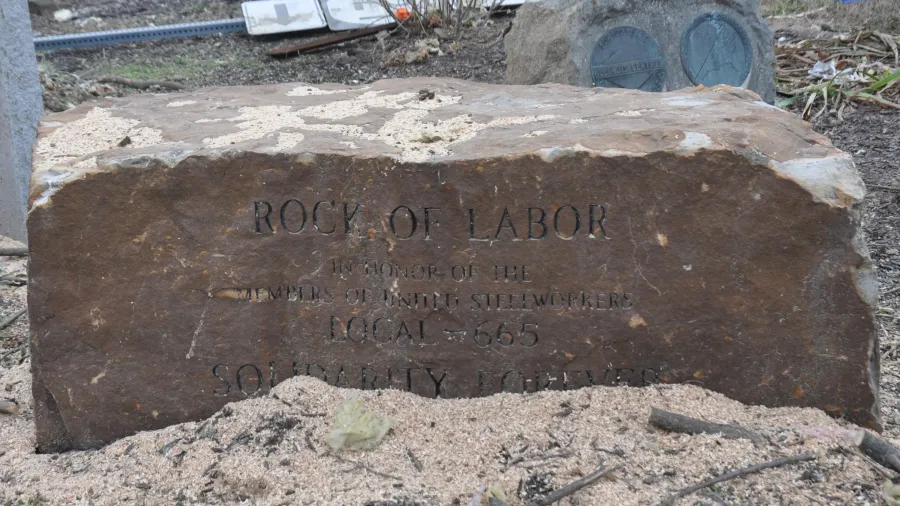 ROCK OF LABOR
IN HONOR OF THE
MEMBERS OF UNITED STEELWORKERS
LOCAL - 665
SOLIDARITY FOREVER